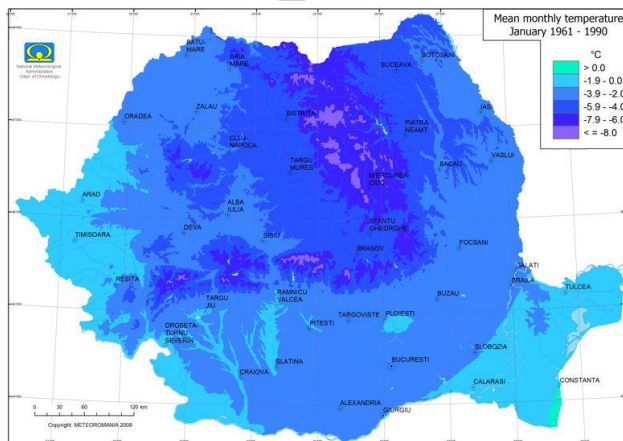 Mean monthly temperature
January 1961 - 1990
°C
> 0.0
-1.9 - 0.0
-3.9 - -2.0
-5.9 - -4.0
-7.9 - -6.0
< = -8.0
National Meteorological
Administration
(Dept. of Climatology)
SATU-
MARE
BAIA
MARE
SUCEAVA
BOTOSANI
ORADEA
ZALAU
BISTRITA
IASI
PIATRA
NEAMT
CLUJ-
NAPOCA
TARGU
MURES
BACAU
VASLUI
MIERCUREA-
CIUC
ARAD
ALBA
IULIA
SFANTU
GHEORGHE
TIMISOARA
DEVA
SIBIU
BRASOV
FOCSANI
RESITA
GALATI
BRAILA
TULCEA
TARGU
JIU
RAMNICU
VALCEA
BUZAU
TARGOVISTE
PLOIESTI
PITESTI
DROBETA-
TURNU
SEVERIN
SLOBOZIA
SLATINA
BUCURESTI
CRAIOVA
CALARASI
CONSTANTA
ALEXANDRIA
GIURGIU
0 30 60 120 km
Copyright: METEOROMANIA 2008